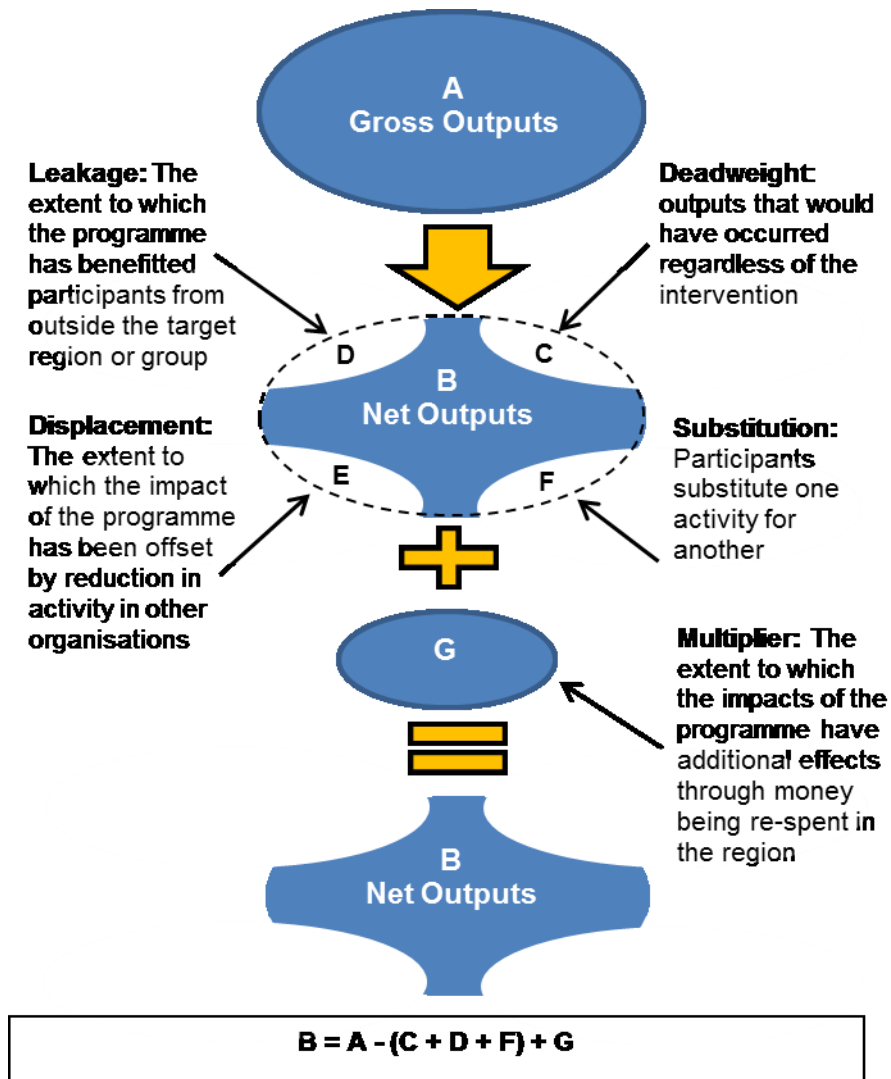 A
Gross Outputs
Leakage: The
extent to which
the programme
has benefitted
participants from
outside the target
region or group
Deadweight:
outputs that would
have occurred
regardless of the
intervention
D
C
B
Net Outputs
E
F
Displacement:
The extent to
which the impact
of the programme
has been offset
by reduction in
activity in other
organisations
Substitution:
Participants
substitute one
activity for
another
G
Multiplier: The
extent to which
the impacts of the
programme have
additional effects
through money
being re-spent in
the region
B
Net Outputs
B = A - (C + D + F) + G